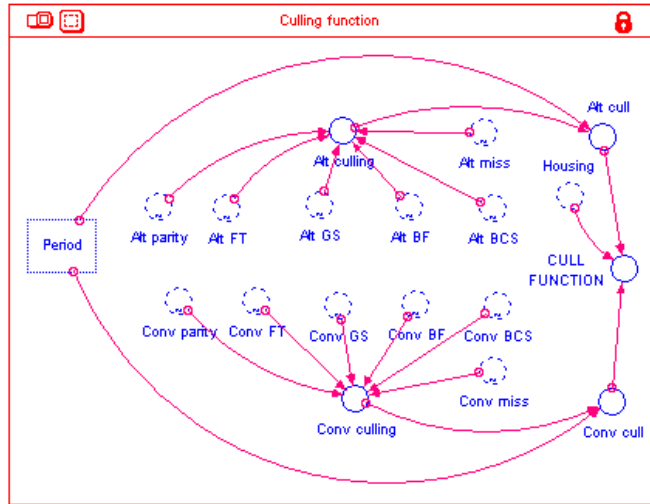 Culling function
Alt cull
Alt culling
Alt miss
Housing
Alt parity
Alt FT
Alt GS
Alt BF
Alt BCS
Period
CULL
FUNCTION
Conv parity
Conv FT
Conv GS
Conv BF
Conv BCS
Conv miss
Conv culling
Conv cull